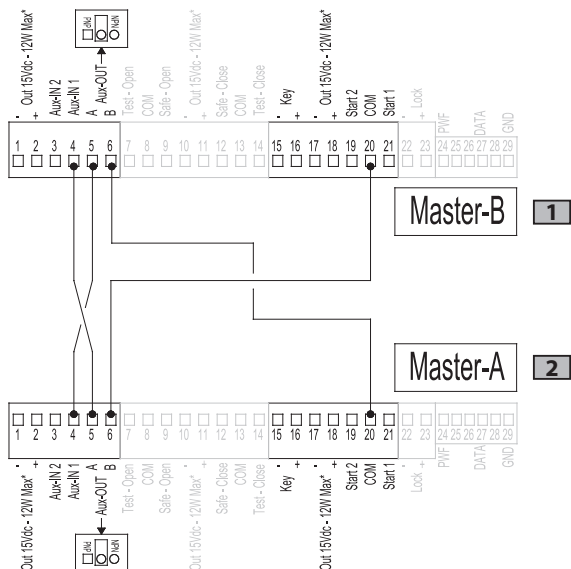 PNP NPN
- Out 15Vdc - 12W Max*
+
Aux-IN 2
Aux-IN 1
A Aux-OUT
B
Test - Open
COM
Safe - Open
- Out 15Vdc - 12W Max*
+
Safe - Close
COM
Test - Close
- Key
+
- Out 15Vdc - 12W Max*
+
Start 2
COM
Start 1
- Lock
+
PWF
DATA
GND
1 2 3 4 5 6 7 8 9 10 11 12 13 14 15 16 17 18 19 20 21 22 23 24 25 26 27 28 29
Master-B 1
Master-A 2
1 2 3 4 5 6 7 8 9 10 11 12 13 14 15 16 17 18 19 20 21 22 23 24 25 26 27 28 29
Out 15Vdc - 12W Max* -
+
Aux-IN 2
Aux-IN 1
Aux-OUT A
B
Test - Open
COM
Safe - Open
Out 15Vdc - 12W Max* -
+
Safe - Close
COM
Test - Close
Key -
+
Out 15Vdc - 12W Max* -
+
Start 2
COM
Start 1
Lock -
+
PWF
DATA
GND
PNP NPN